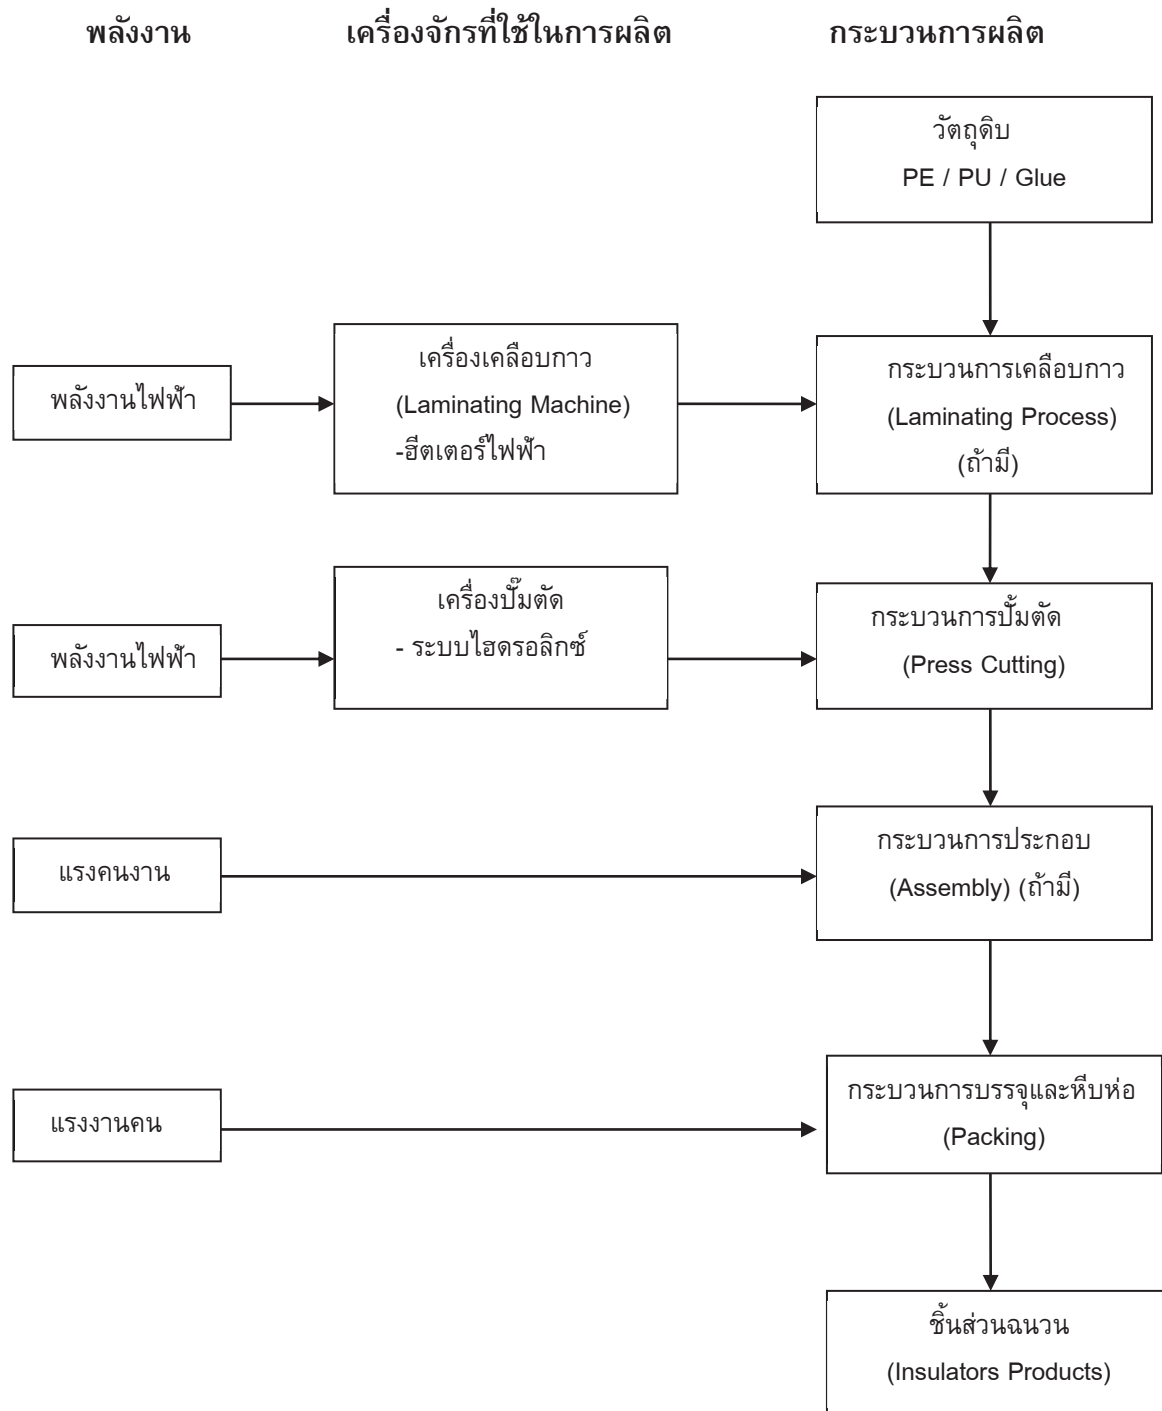 พลังงาน เครื่องจักรที่ใช้ในการผลิต กระบวนการผลิต
วัตถุดิบ
PE / PU / Glue
พลังงานไฟฟ้า
เครื่องเคลือบกาว
(Laminating Machine)
-ฮีตเตอร์ไฟฟ้า
กระบวนการเคลือบกาว
(Laminating Process)
(ถ้ามี)
พลังงานไฟฟ้า
เครื่องปั๊มตัด
- ระบบไฮดรอลิกซ์
กระบวนการปั้มตัด
(Press Cutting)
แรงคนงาน
กระบวนการประกอบ
(Assembly) (ถ้ามี)
แรงงานคน
กระบวนการบรรจุและหีบห่อ
(Packing)
ชิ้นส่วนฉนวน
(Insulators Products)